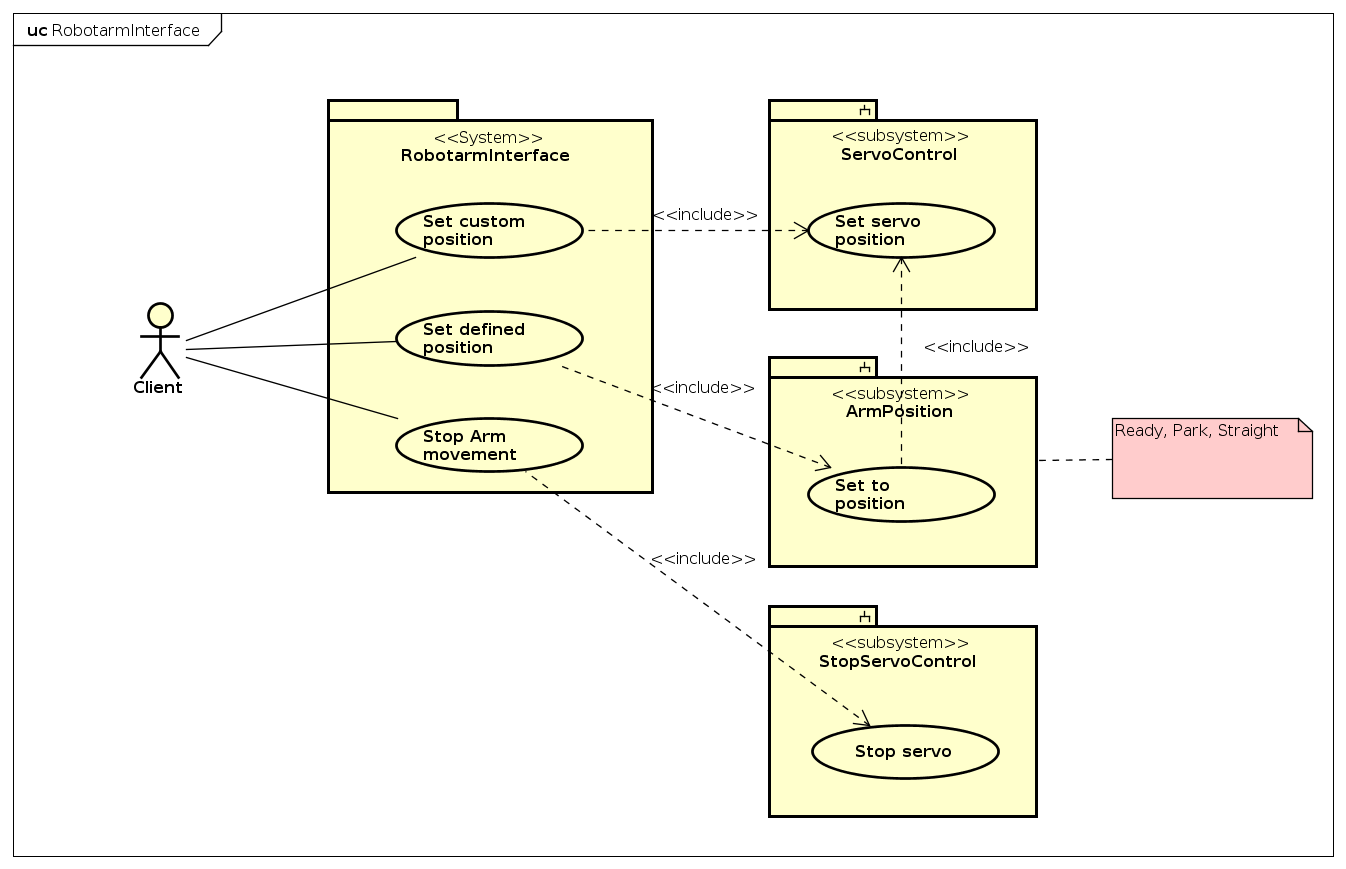 uc RobotarmInterface
<<System>>
RobotarmInterface
Set custom
position
Set defined
position
Stop Arm
movement
Client
<<include>>
<<include>>
<<include>>
<<subsystem>>
ServoControl
Set servo
position
<<include>>
<<subsystem>>
ArmPosition
Set to
position
Ready, Park, Straight
<<subsystem>>
StopServoControl
Stop servo